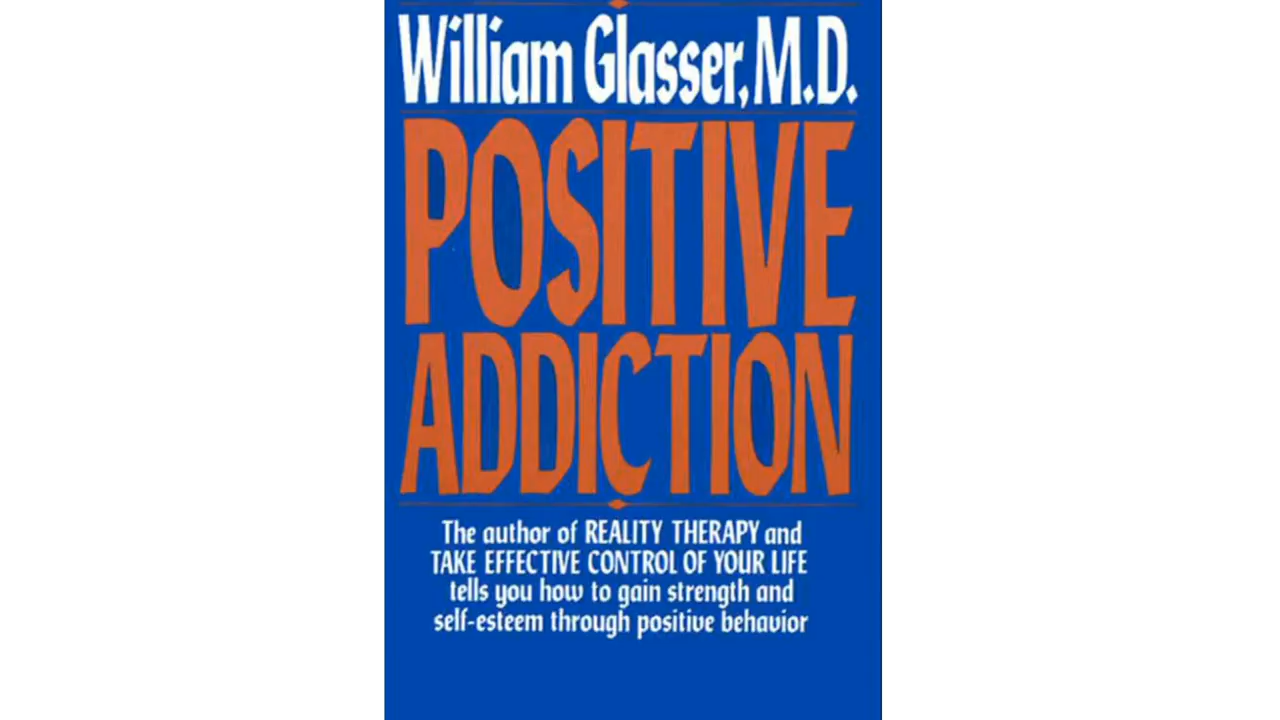 William Glasser, M.D.
POSITIVE
ADDICTION
The author of REALITY THERAPY and
TAKE EFFECTIVE CONTROL OF YOUR LIFE
tells you how to gain strength and
self-esteem through positive behavior